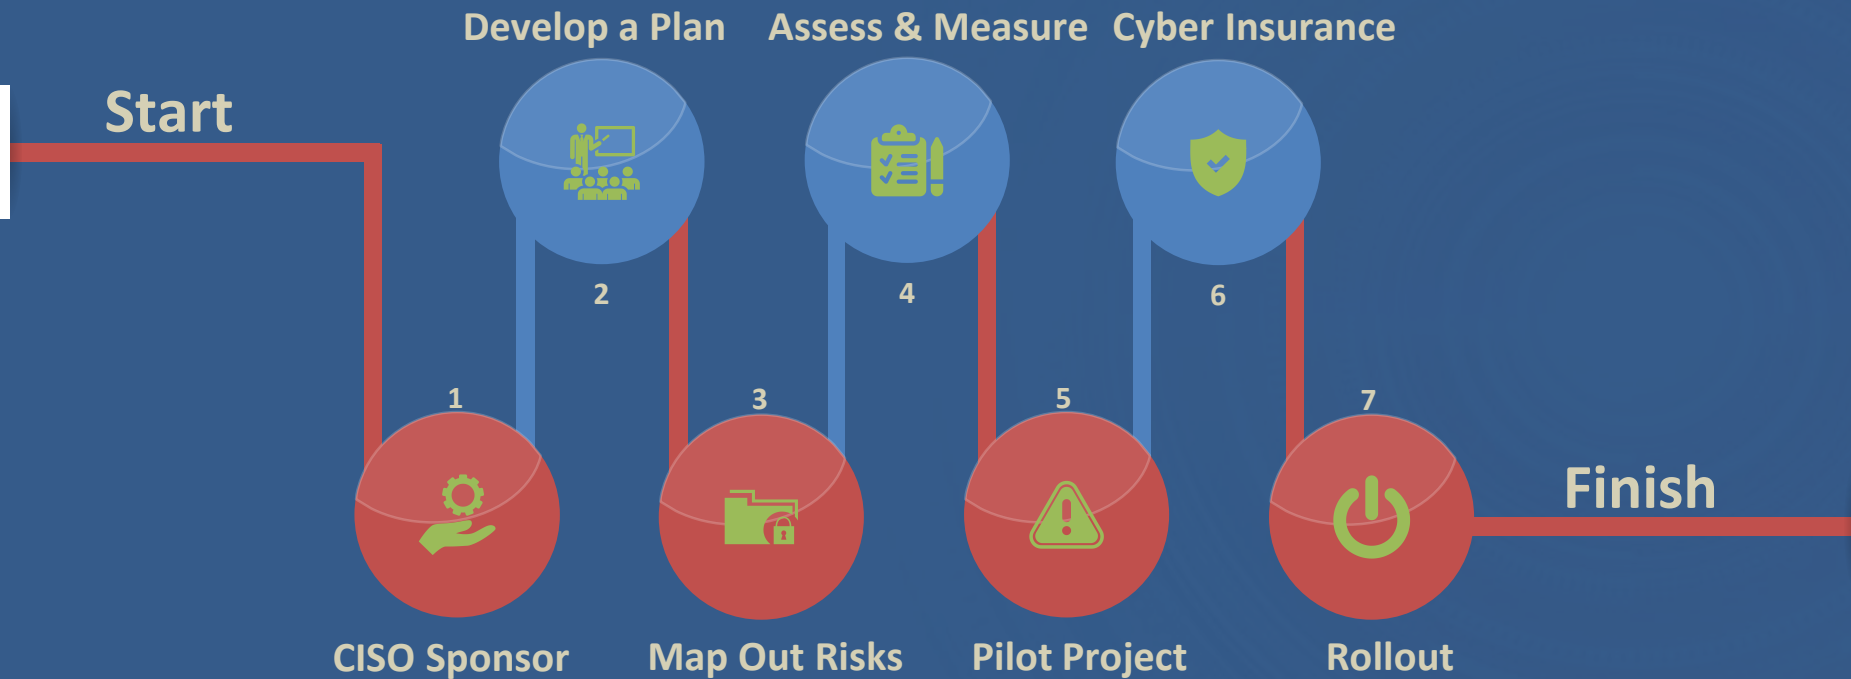 Develop a Plan
Assess & Measure
Cyber Insurance
Start
2
4
6
1
3
5
7
Finish
CISO Sponsor
Map Out Risks
Pilot Project
Rollout